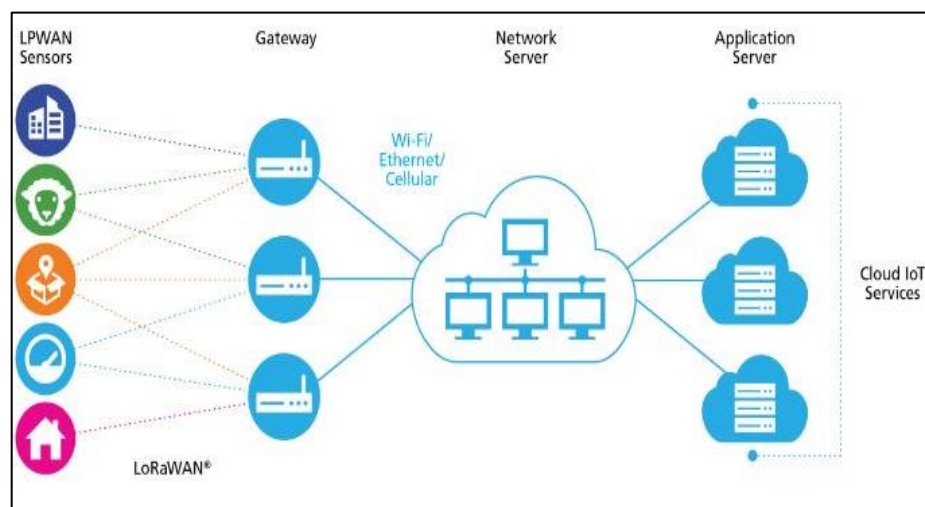 LPWAN
Sensors
Gateway
Network
Server
Application
Server
Wi-Fi/
Ethernet/
Cellular
Cloud IoT
Services
LoRaWAN®